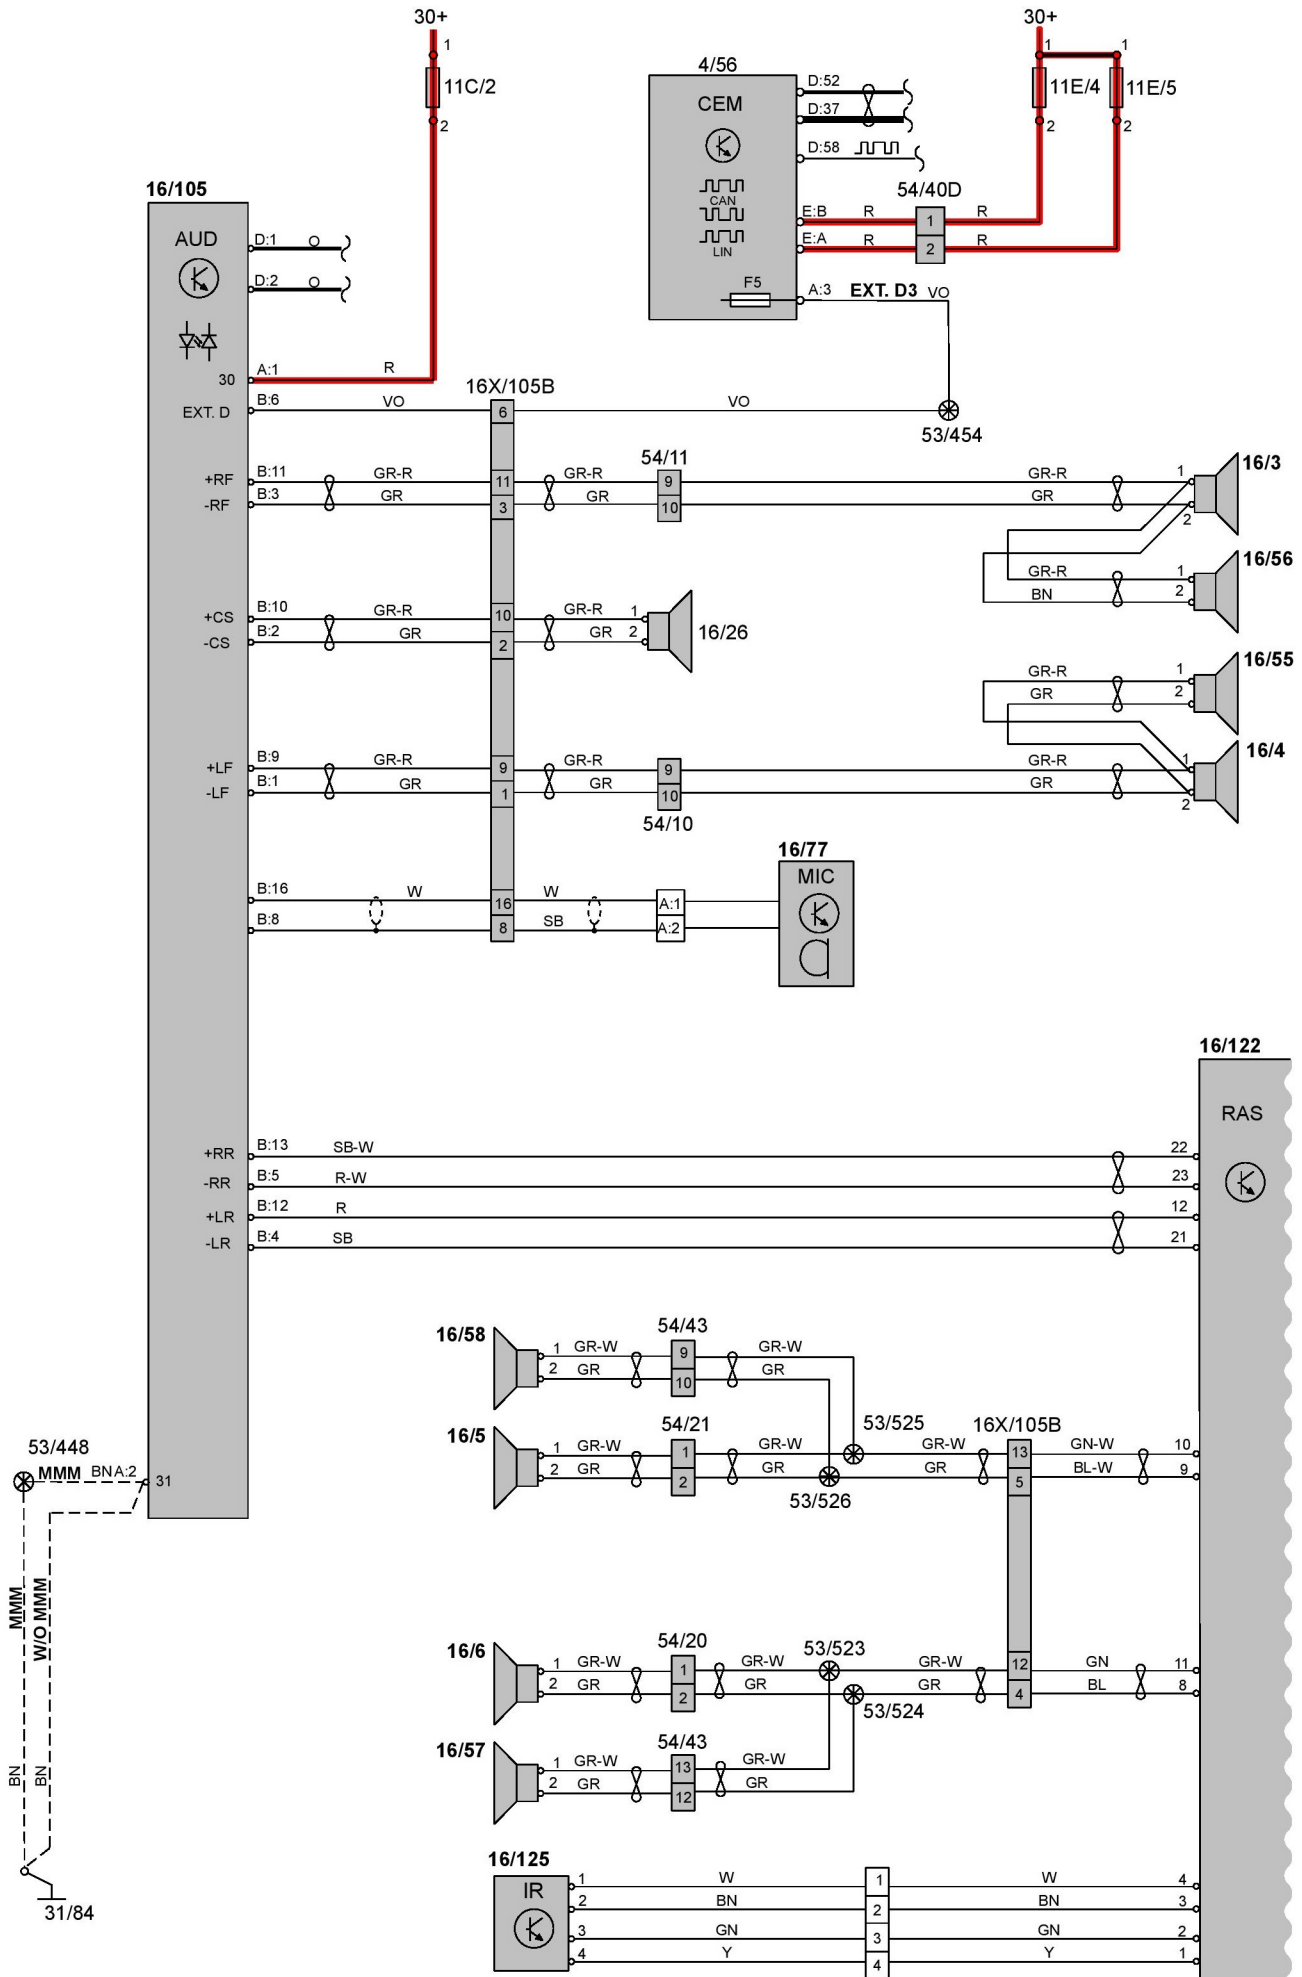 30+
30+
1
11C/2
2
4/56
CEM
CAN
LIN
F5
D:52
D:37
D:58
54/40D
E:B R 1 R
E:A R 2 R
A:3 EXT. D3 VO
1
1
11E/4
11E/5
2
2
16/105
AUD
D:1 O
D:2 O
30 A:1 R
16X/105B
EXT. D B:6 VO 6 VO
53/454
54/11
+RF B:11 GR-R 11 GR-R 9 GR-R 1 16/3
-RF B:3 GR 3 GR 10 GR 2
16/56
GR-R 1
BN 2
+CS B:10 GR-R 10 GR-R 1
-CS B:2 GR 2 GR 2 16/26
16/55
GR-R 1
GR 2
16/4
+LF B:9 GR-R 9 GR-R 9 GR-R 1
-LF B:1 GR 1 GR 10 GR 2
54/10
16/77
MIC
B:16 W 16 W A:1
B:8 8 SB A:2
16/122
RAS
+RR B:13 SB-W 22
-RR B:5 R-W 23
+LR B:12 R 12
-LR B:4 SB 21
16/58
54/43
1 GR-W 9 GR-W
2 GR 10 GR
16/5
54/21
53/525
16X/105B
1 GR-W 1 GR-W GR-W 13 GN-W 10
2 GR 2 GR GR 5 BL-W 9
53/526
53/448
MMM BN A:2 31
MMM
W/O MMM
BN
BN
31/84
16/6
54/20
53/523
1 GR-W 1 GR-W GR-W 12 GN 11
2 GR 2 GR GR 4 BL 8
53/524
16/57
54/43
1 GR-W 13 GR-W
2 GR 12 GR
16/125
IR
1 W 1 W 4
2 BN 2 BN 3
3 GN 3 GN 2
4 Y 4 Y 1